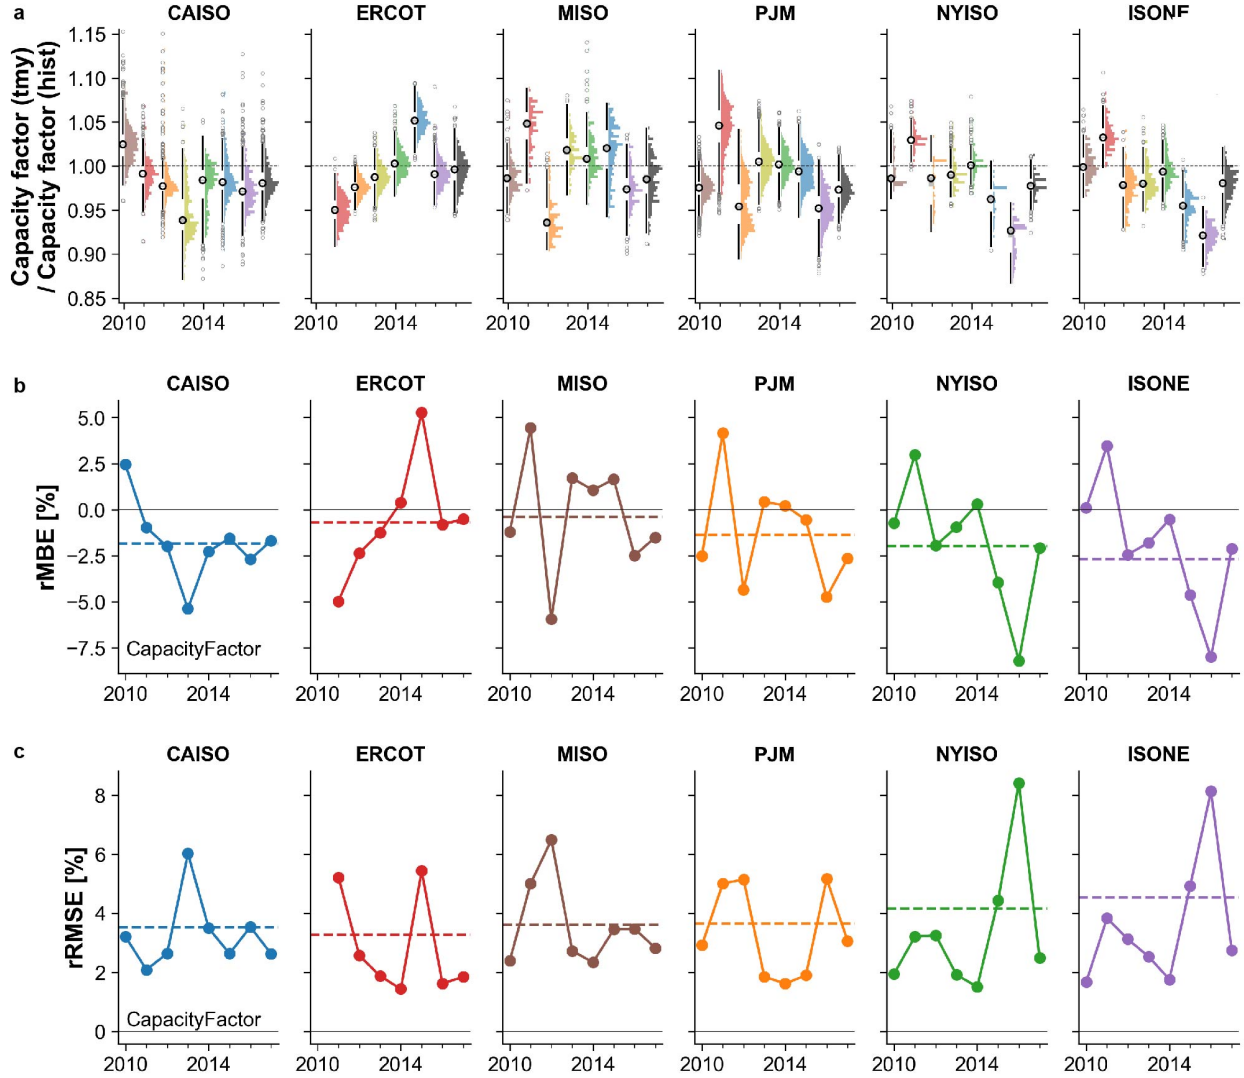 a
CAISO ERCOT MISO PJM NYISO ISONE
Capacity factor (tmy)
/ Capacity factor (hist)
1.15
1.10
1.05
1.00
0.95
0.90
0.85
2010 2014 2010 2014 2010 2014 2010 2014 2010 2014 2010 2014
b
CAISO ERCOT MISO PJM NYISO ISONE
rMBE [%]
5.0
2.5
0.0
−2.5
−5.0
−7.5
CapacityFactor
2010 2014 2010 2014 2010 2014 2010 2014 2010 2014 2010 2014
c
CAISO ERCOT MISO PJM NYISO ISONE
rRMSE [%]
8
6
4
2
CapacityFactor
0
2010 2014 2010 2014 2010 2014 2010 2014 2010 2014 2010 2014